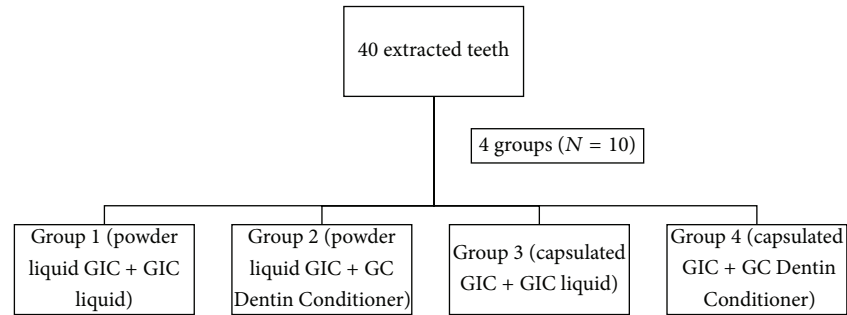 40 extracted teeth
4 groups (N = 10)
Group 1 (powder
liquid GIC + GIC
liquid)
Group 2 (powder
liquid GIC + GC
Dentin Conditioner)
Group 3 (capsulated
GIC + GIC liquid)
Group 4 (capsulated
GIC + GC Dentin
Conditioner)